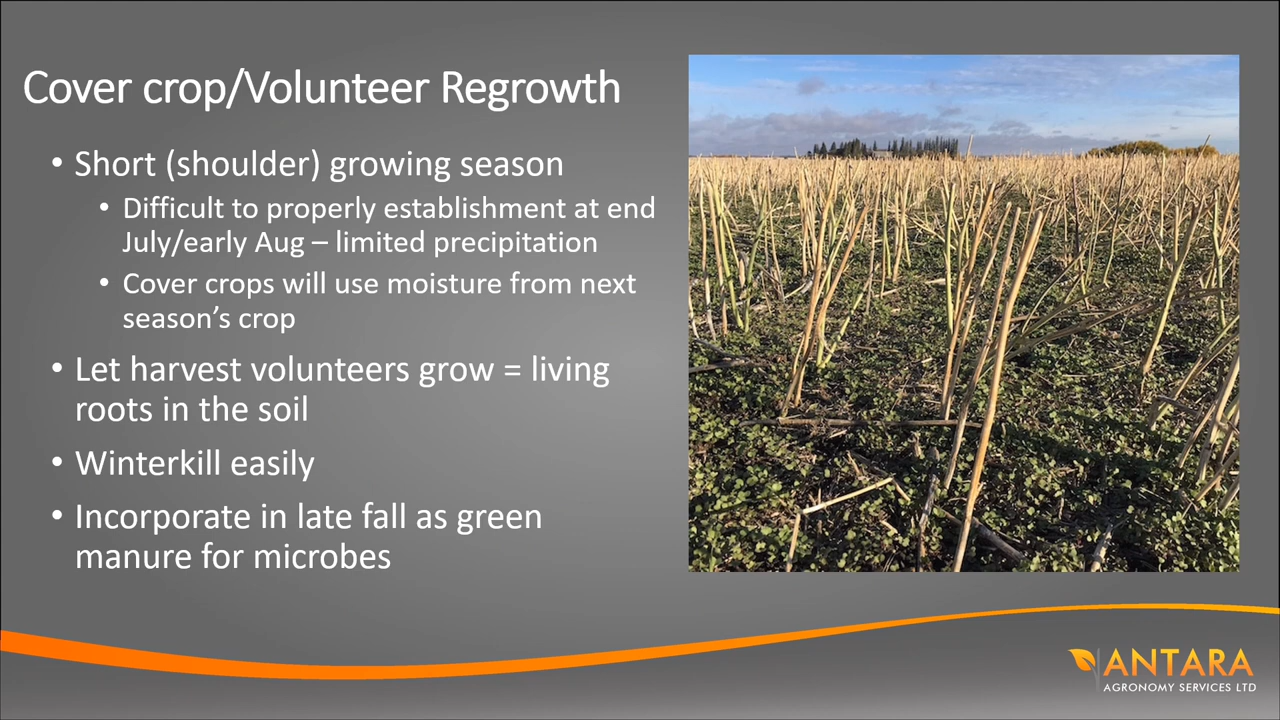 Cover crop/Volunteer Regrowth
• Short (shoulder) growing season
• Difficult to properly establishment at end
July/early Aug – limited precipitation
• Cover crops will use moisture from next
season's crop
• Let harvest volunteers grow = living
roots in the soil
• Winterkill easily
• Incorporate in late fall as green
manure for microbes
ANTARA
AGRONOMY SERVICES LTD